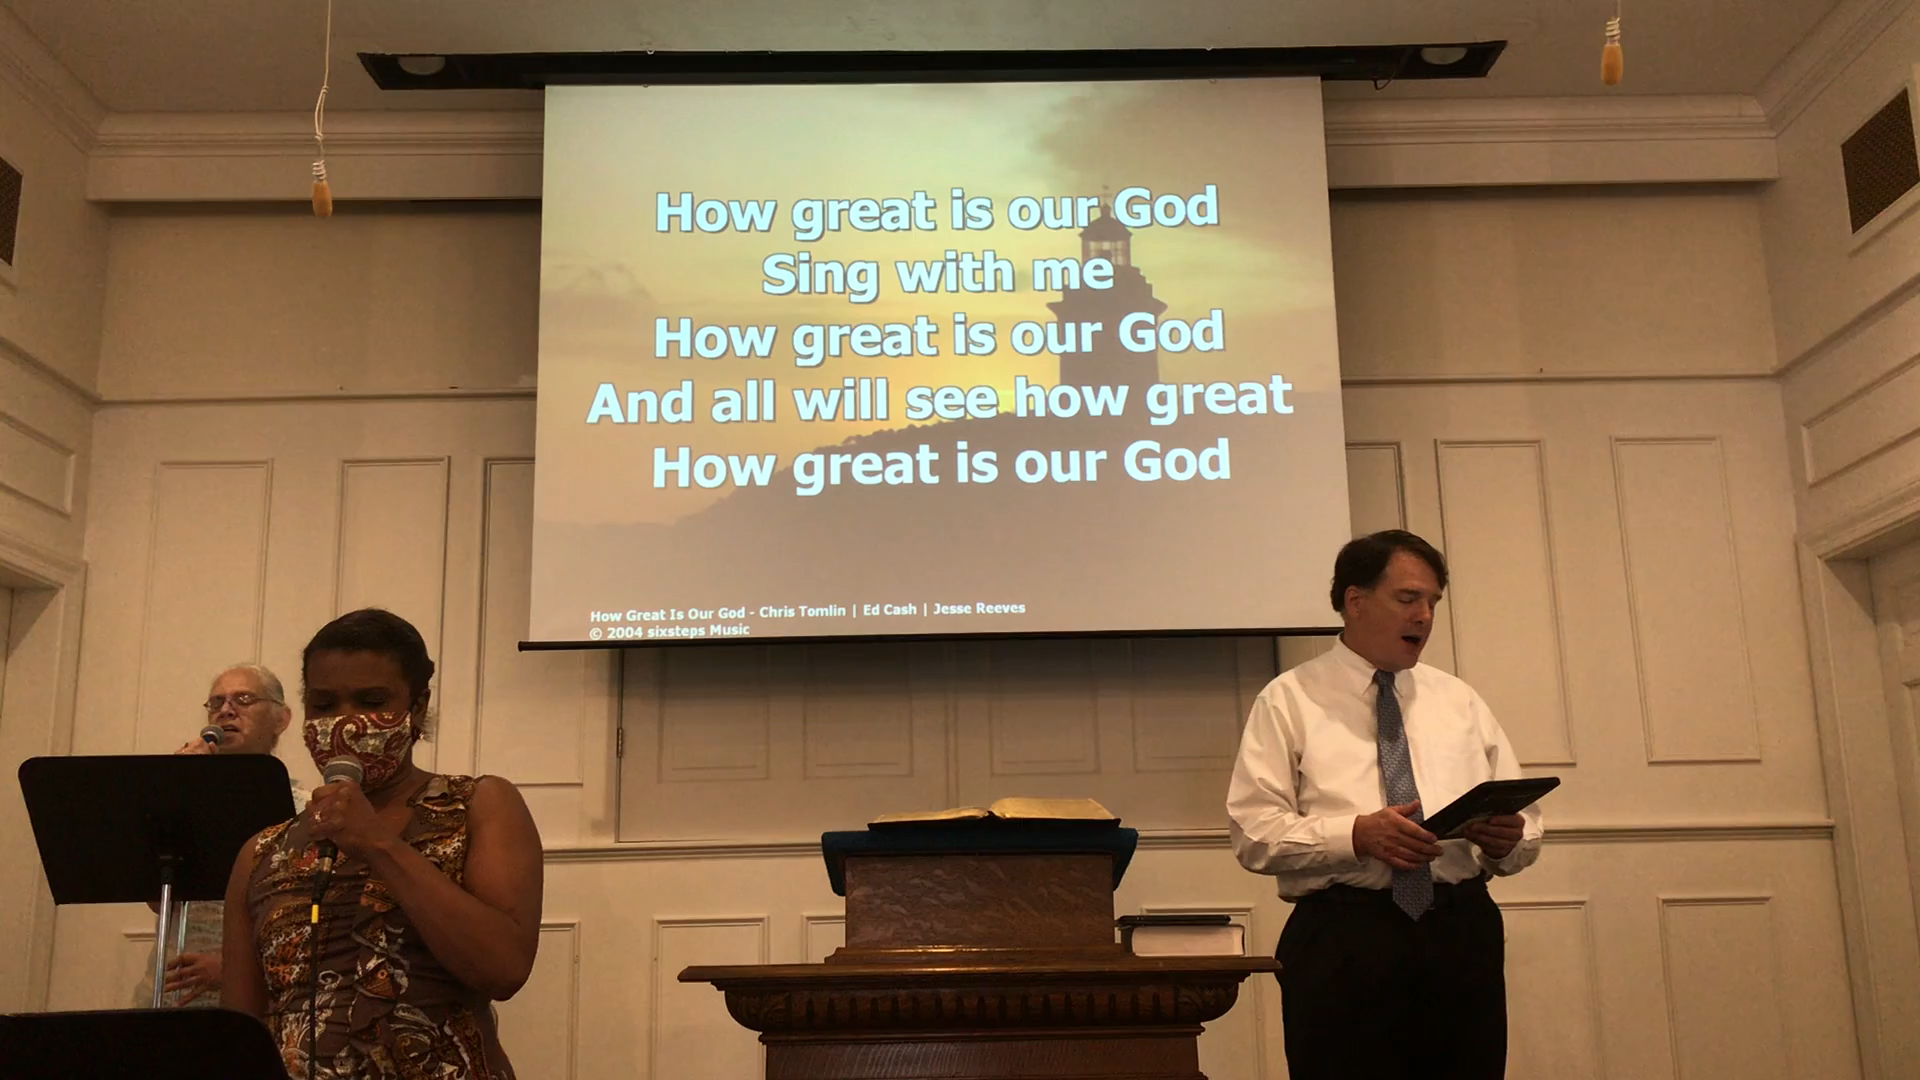 How great is our God
Sing with me
How great is our God
And all will see how great
How great is our God
How Great Is Our God - Chris Tomlin | Ed Cash | Jesse Reeves
© 2004 sixsteps Music